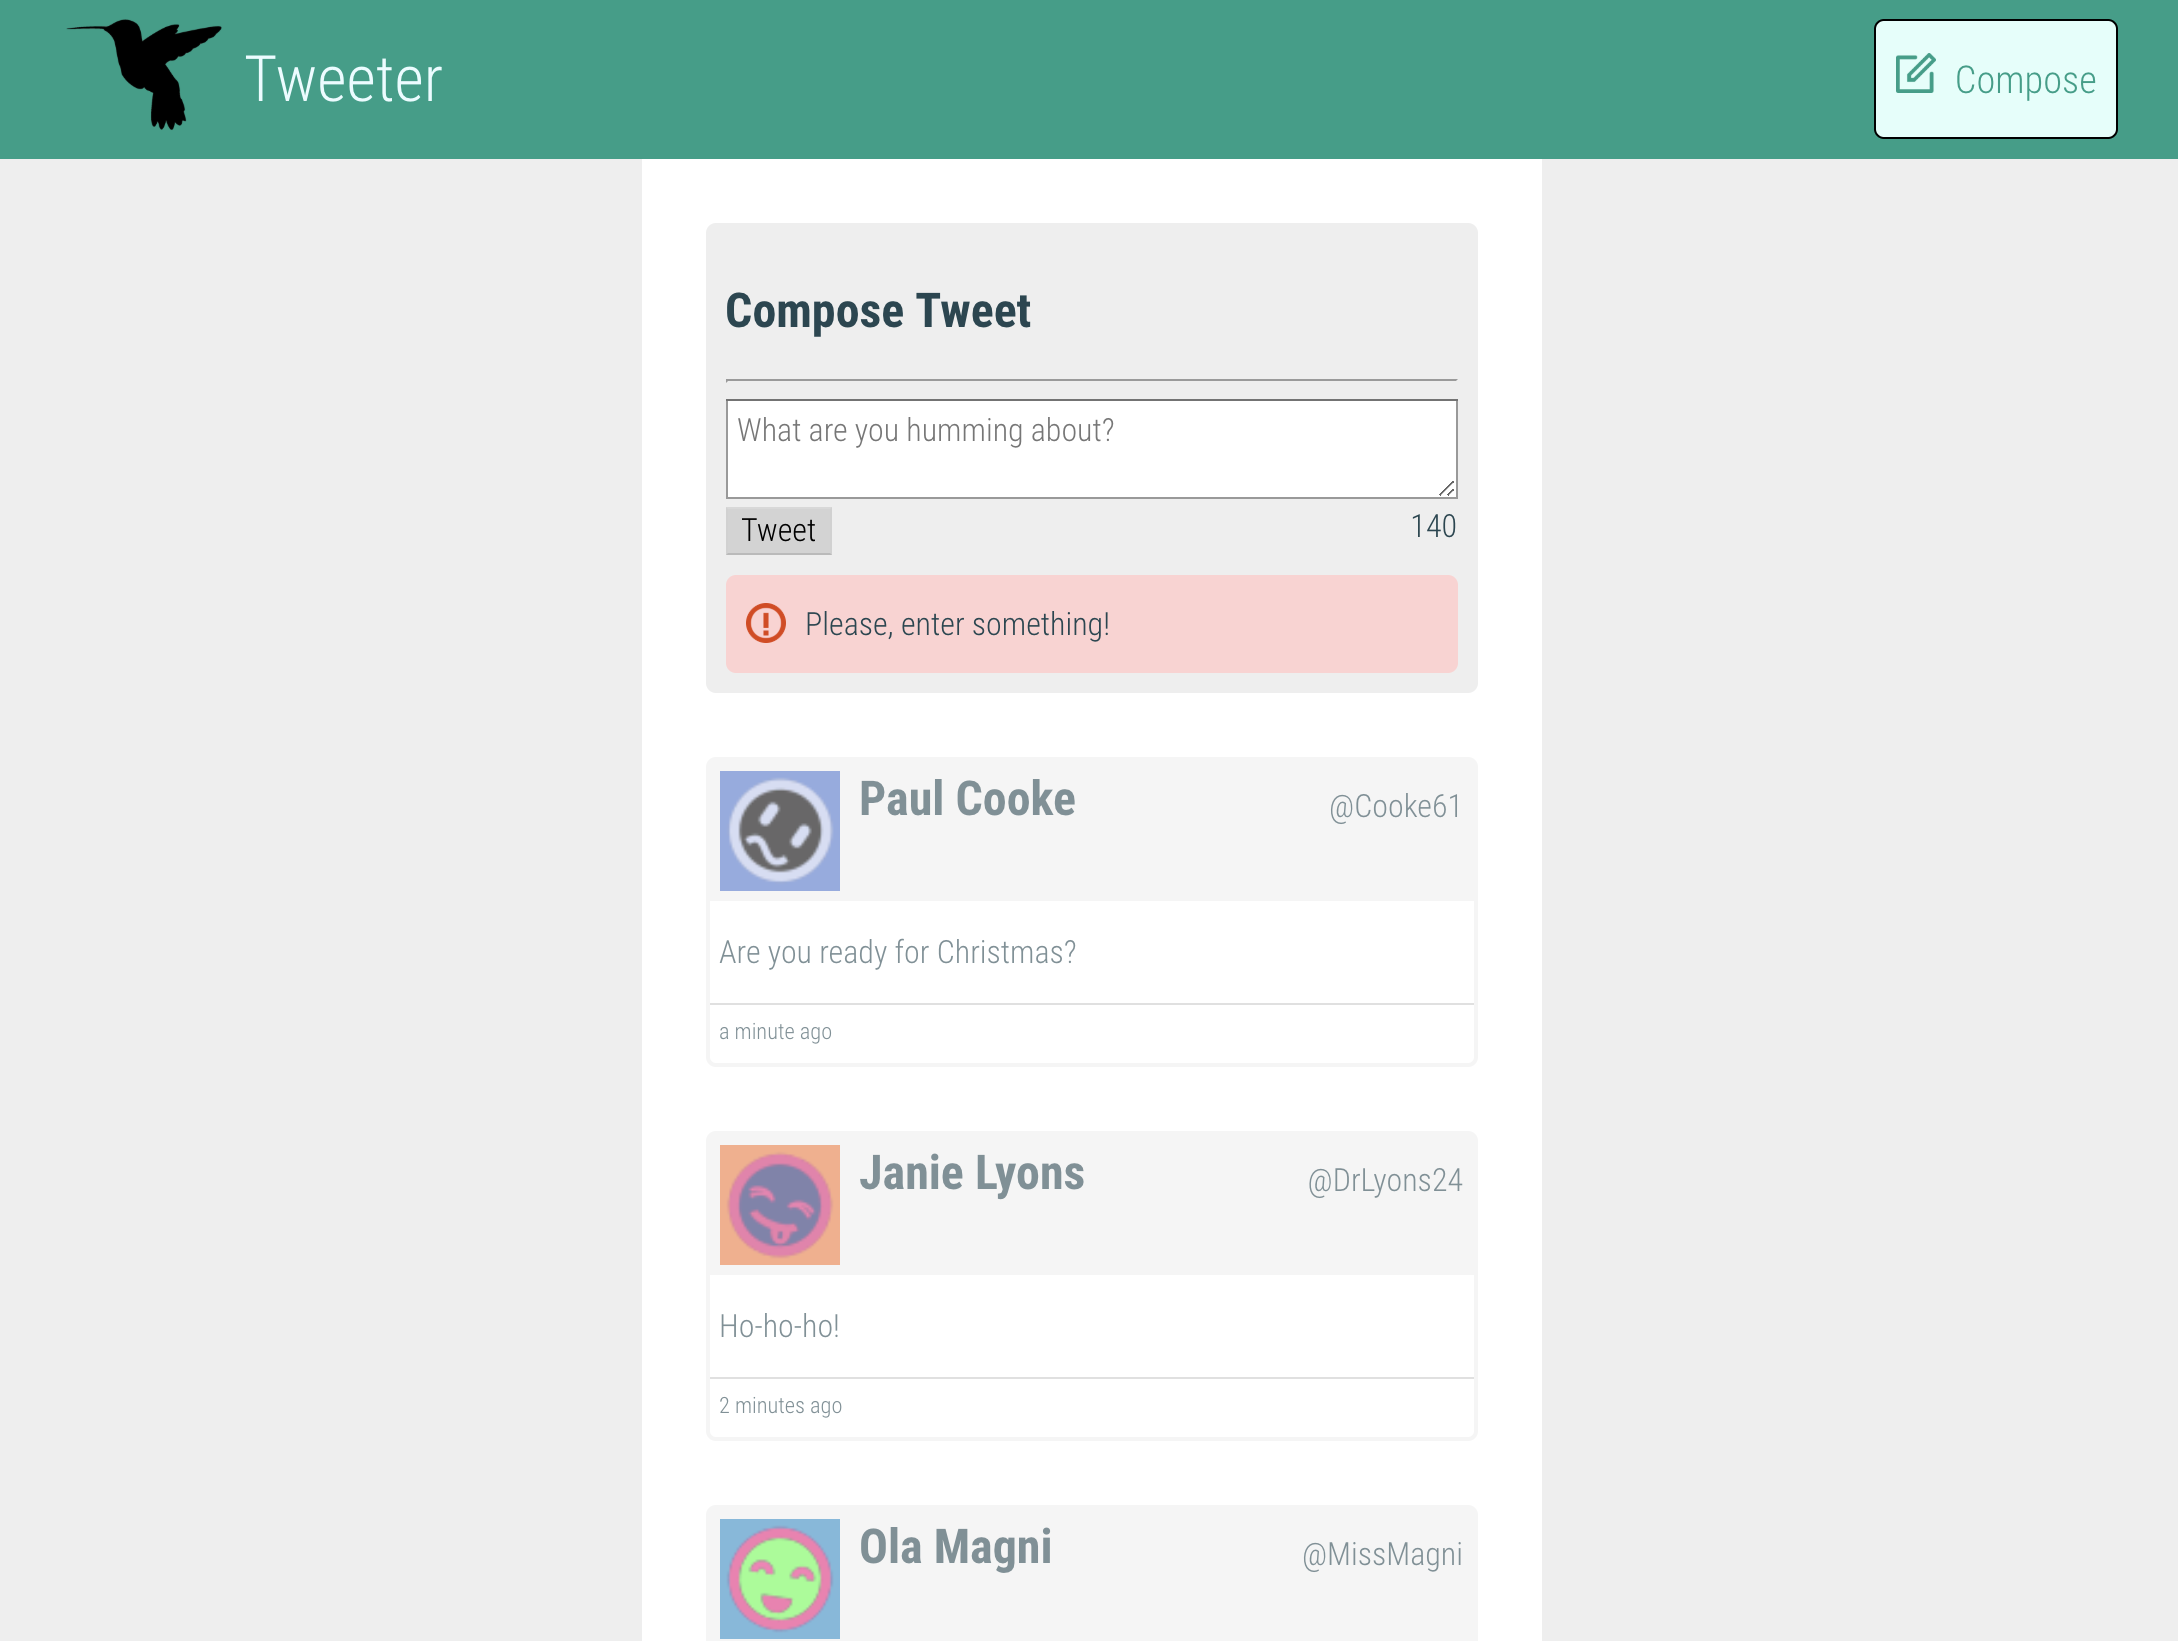 Tweeter
Compose
Compose Tweet
What are you humming about?
Tweet
140
Please, enter something!
Paul Cooke
@Cooke61
Are you ready for Christmas?
a minute ago
Janie Lyons
@DrLyons24
Ho-ho-ho!
2 minutes ago
Ola Magni
@MissMagni